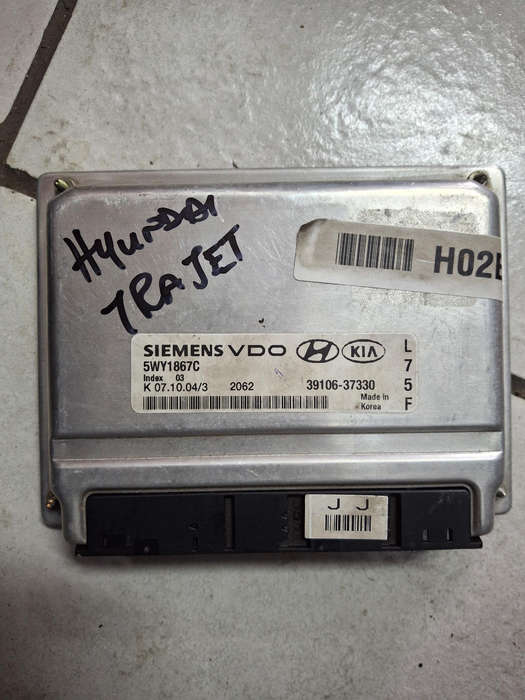 HYUNDAI
TRAJET
H02
SIEMENS VDO KIA L
5WY1867C 7
Index 03
K 07.10.04/3 2062 39106-37330 5
Made in
Korea F
J J